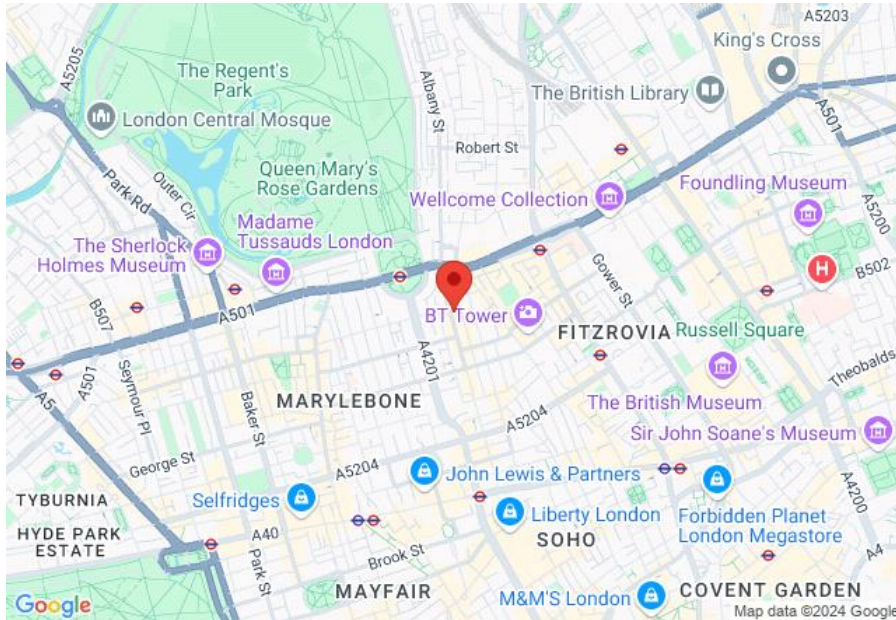 A5203
King's Cross
A5205
The Regent's
Park
Albany St
The British Library
London Central Mosque
A501
Robert St
Park Rd
Outer Cir
Queen Mary's
Rose Gardens
Wellcome Collection
Foundling Museum
A5200
Madame
Tussauds London
The Sherlock
Holmes Museum
H
B502
Gower St
B507
A501
BT Tower
FITZROVIA
Russell Square
A4201
Theobalds
A501
Seymour Pl
A5
MARYLEBONE
Baker St
The British Museum
A5204
Sir John Soane's Museum
George St
A5204
John Lewis & Partners
Selfridges
TYBURNIA
A4200
Liberty London
Forbidden Planet
London Megastore
HYDE PARK
ESTATE
A40
Park St
Brook St
SOHO
A4
MAYFAIR
M&M'S London
COVENT GARDEN
Google
Map data ©2024 Google